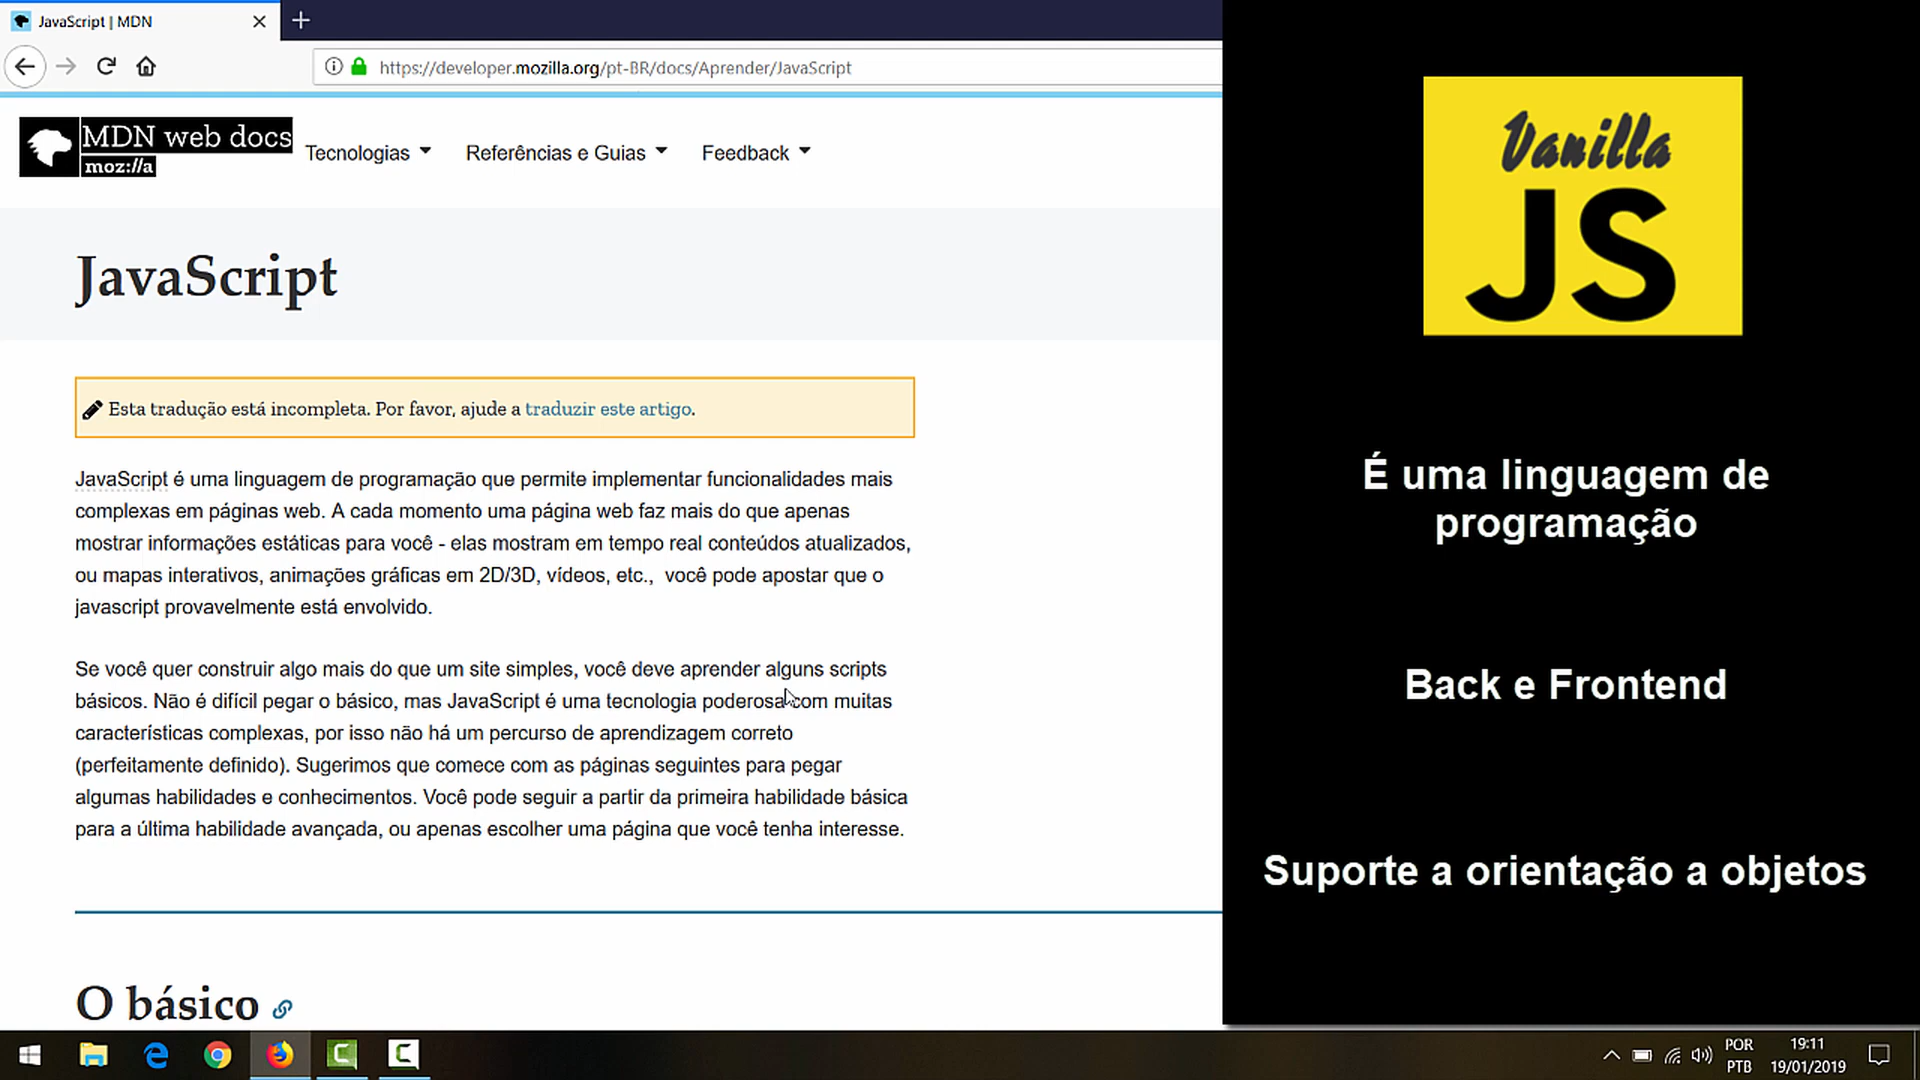 JavaScript | MDN
https://developer.mozilla.org/pt-BR/docs/Aprender/JavaScript
MDN web docs
moz://a
Tecnologias
Referências e Guias
Feedback
JavaScript
Esta tradução está incompleta. Por favor, ajude a traduzir este artigo.
JavaScript é uma linguagem de programação que permite implementar funcionalidades mais
complexas em páginas web. A cada momento uma página web faz mais do que apenas
mostrar informações estáticas para você - elas mostram em tempo real conteúdos atualizados,
ou mapas interativos, animações gráficas em 2D/3D, vídeos, etc., você pode apostar que o
javascript provavelmente está envolvido.
Se você quer construir algo mais do que um site simples, você deve aprender alguns scripts
básicos. Não é difícil pegar o básico, mas JavaScript é uma tecnologia poderosa com muitas
características complexas, por isso não há um percurso de aprendizagem correto
(perfeitamente definido). Sugerimos que comece com as páginas seguintes para pegar
algumas habilidades e conhecimentos. Você pode seguir a partir da primeira habilidade básica
para a última habilidade avançada, ou apenas escolher uma página que você tenha interesse.
O básico
Vanilla
JS
É uma linguagem de
programação
Back e Frontend
Suporte a orientação a objetos
POR
PTB
19:11
19/01/2019